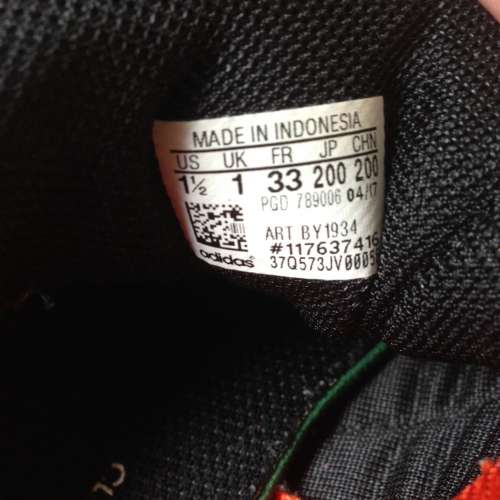 MADE IN INDONESIA
US UK FR JP CHN
1½ 1 33 200 200
PGD 789006 04/17
ART BY1934
#117637416
adidas 37Q573JV0005